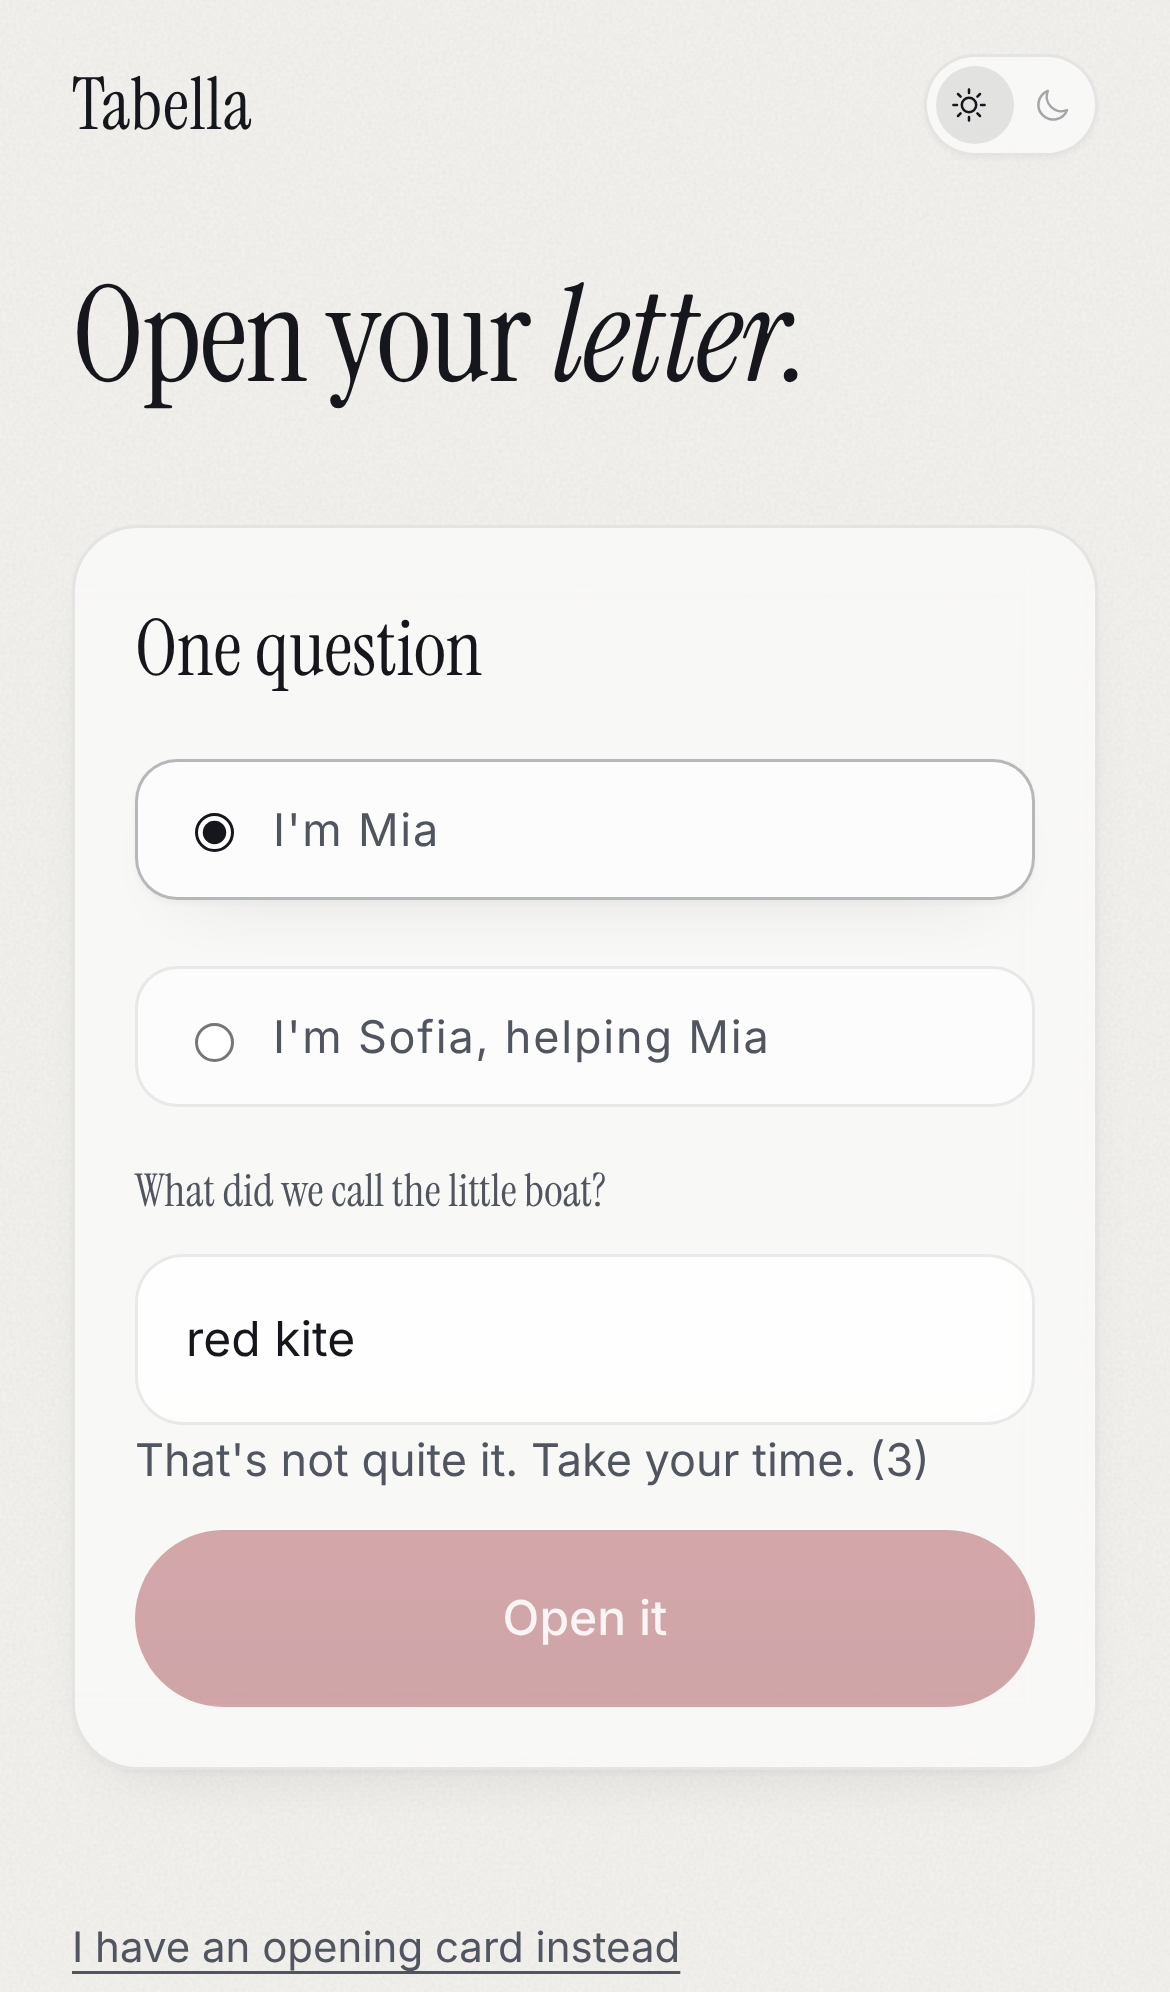 Tabella
Open your letter.
One question
I'm Mia
I'm Sofia, helping Mia
What did we call the little boat?
red kite
That's not quite it. Take your time. (3)
Open it
I have an opening card instead